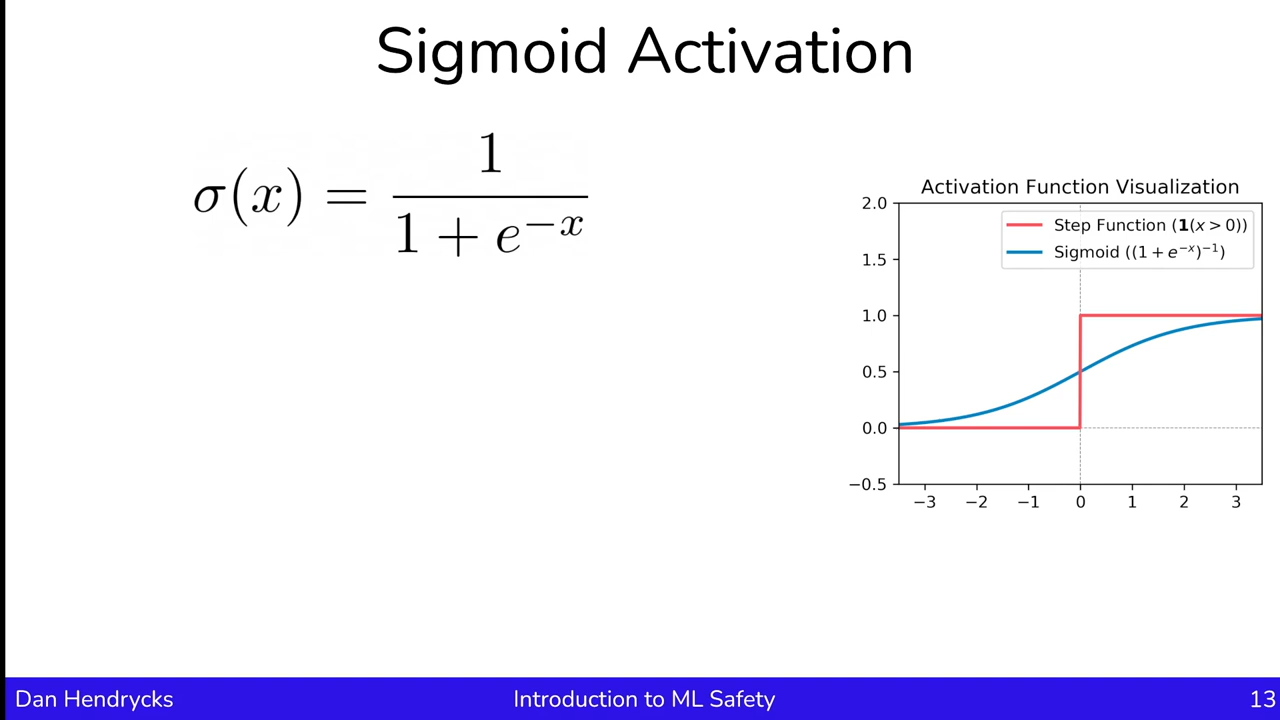 Sigmoid Activation
σ(x) = 1 / (1 + e^{−x})
Activation Function Visualization
Step Function (𝟏(x > 0))
Sigmoid ((1 + e^{−x})^{−1})
2.0
1.5
1.0
0.5
0.0
−0.5
−3 −2 −1 0 1 2 3
Dan Hendrycks Introduction to ML Safety 13